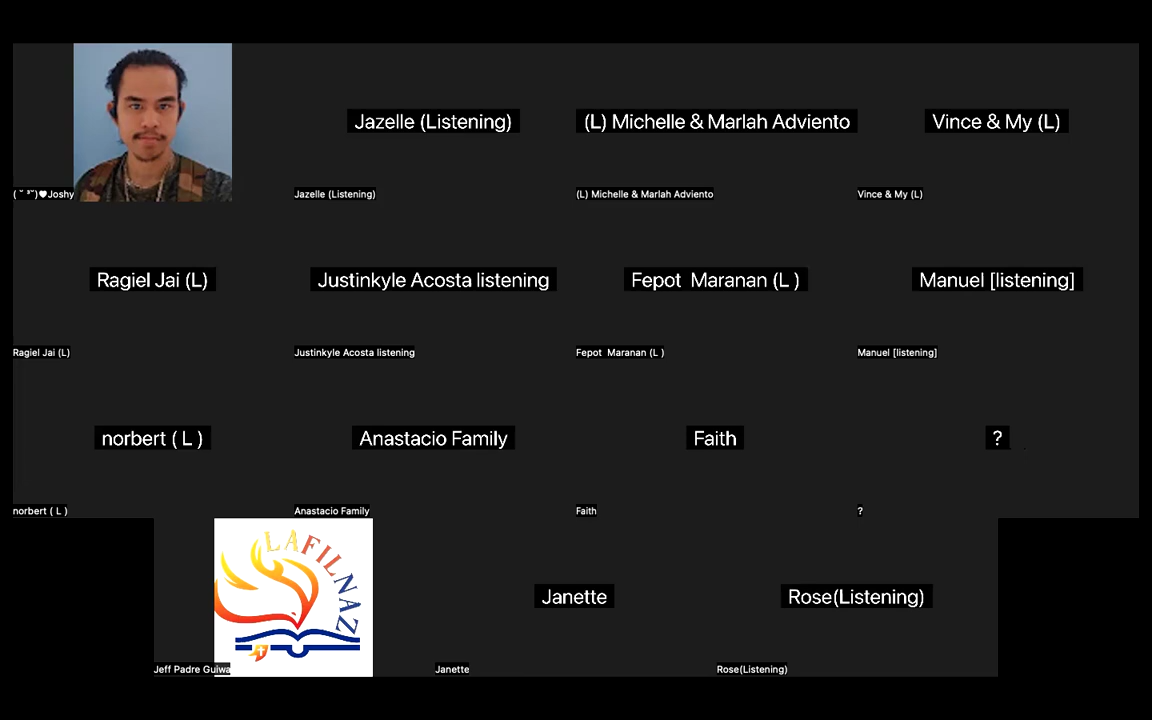 ( ˘ ³˘)♥Joshy
Jazelle (Listening)
Jazelle (Listening)
(L) Michelle & Marlah Adviento
(L) Michelle & Marlah Adviento
Vince & My (L)
Vince & My (L)
Ragiel Jai (L)
Ragiel Jai (L)
Justinkyle Acosta listening
Justinkyle Acosta listening
Fepot  Maranan (L )
Fepot  Maranan (L )
Manuel [listening]
Manuel [listening]
norbert ( L )
norbert ( L )
Anastacio Family
Anastacio Family
Faith
Faith
?
?
LAFILNAZ
Jeff Padre Guiwa
Janette
Janette
Rose(Listening)
Rose(Listening)